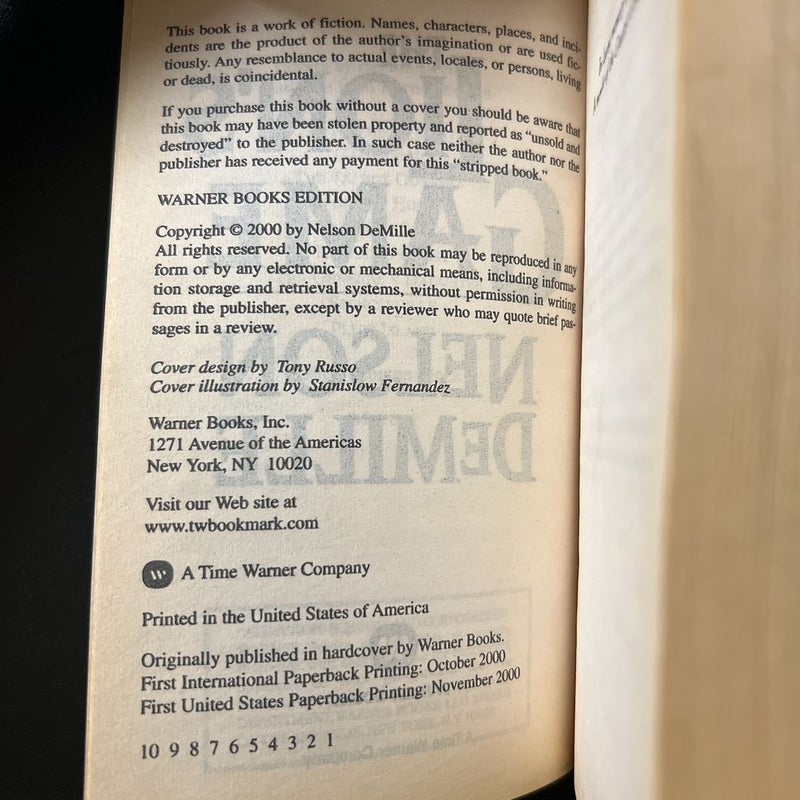 This book is a work of fiction. Names, characters, places, and inci-
dents are the product of the author's imagination or are used fic-
tiously. Any resemblance to actual events, locales, or persons, living
or dead, is coincidental.
If you purchase this book without a cover you should be aware that
this book may have been stolen property and reported as "unsold and
destroyed" to the publisher. In such case neither the author nor the
publisher has received any payment for this "stripped book."
WARNER BOOKS EDITION
Copyright © 2000 by Nelson DeMille
All rights reserved. No part of this book may be reproduced in any
form or by any electronic or mechanical means, including informa-
tion storage and retrieval systems, without permission in writing
from the publisher, except by a reviewer who may quote brief pas-
sages in a review.
Cover design by Tony Russo
Cover illustration by Stanislow Fernandez
Warner Books, Inc.
1271 Avenue of the Americas
New York, NY 10020
Visit our Web site at
www.twbookmark.com
W A Time Warner Company
Printed in the United States of America
Originally published in hardcover by Warner Books.
First International Paperback Printing: October 2000
First United States Paperback Printing: November 2000
10 9 8 7 6 5 4 3 2 1
GAME
NELSON
DEMILLE